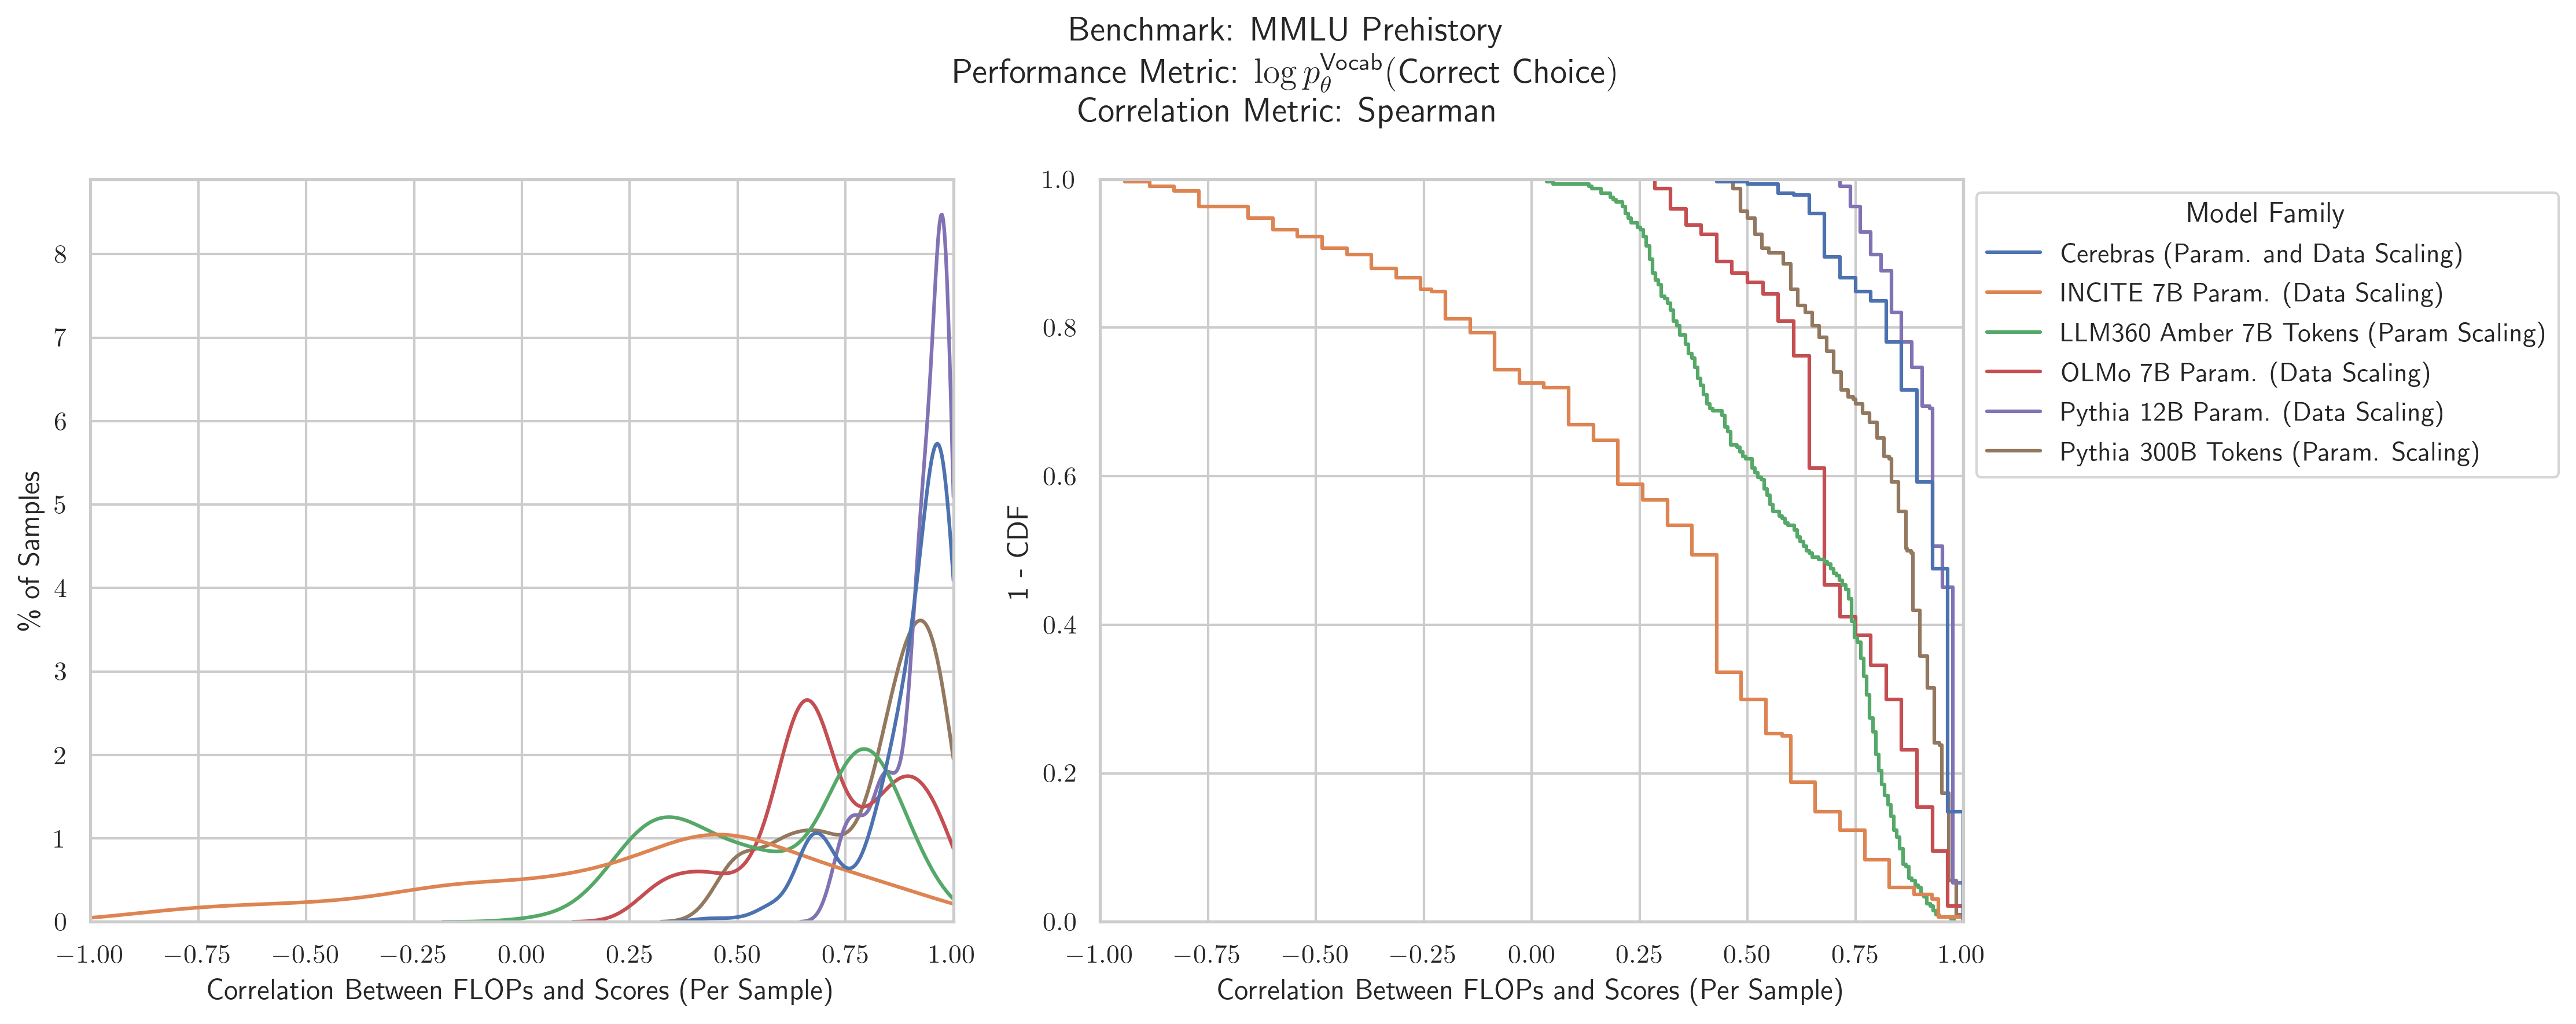 Benchmark: MMLU Prehistory
Performance Metric: log p_θ^Vocab(Correct Choice)
Correlation Metric: Spearman
% of Samples
8
7
6
5
4
3
2
1
0
−1.00 −0.75 −0.50 −0.25 0.00 0.25 0.50 0.75 1.00
Correlation Between FLOPs and Scores (Per Sample)
1 - CDF
1.0
0.8
0.6
0.4
0.2
0.0
−1.00 −0.75 −0.50 −0.25 0.00 0.25 0.50 0.75 1.00
Correlation Between FLOPs and Scores (Per Sample)
Model Family
Cerebras (Param. and Data Scaling)
INCITE 7B Param. (Data Scaling)
LLM360 Amber 7B Tokens (Param Scaling)
OLMo 7B Param. (Data Scaling)
Pythia 12B Param. (Data Scaling)
Pythia 300B Tokens (Param. Scaling)